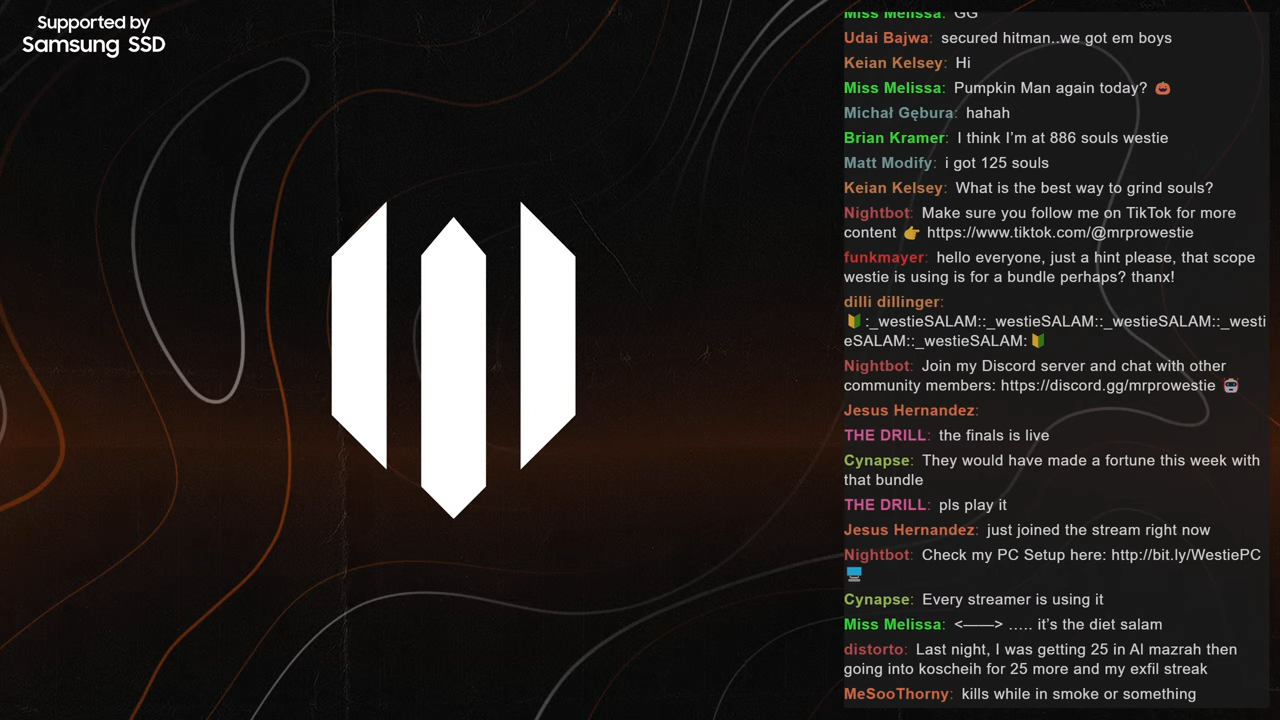 Supported by
Samsung SSD
Miss Melissa: GG
Udai Bajwa: secured hitman..we got em boys
Keian Kelsey: Hi
Miss Melissa: Pumpkin Man again today? 🎃
Michał Gębura: hahah
Brian Kramer: I think I'm at 886 souls westie
Matt Modify: i got 125 souls
Keian Kelsey: What is the best way to grind souls?
Nightbot: Make sure you follow me on TikTok for more
content 👉 https://www.tiktok.com/@mrprowestie
funkmayer: hello everyone, just a hint please, that scope
westie is using is for a bundle perhaps? thanx!
dilli dillinger:
🔰:_westieSALAM::_westieSALAM::_westieSALAM::_westi
eSALAM::_westieSALAM:🔰
Nightbot: Join my Discord server and chat with other
community members: https://discord.gg/mrprowestie 🤖
Jesus Hernandez:
THE DRILL: the finals is live
Cynapse: They would have made a fortune this week with
that bundle
THE DRILL: pls play it
Jesus Hernandez: just joined the stream right now
Nightbot: Check my PC Setup here: http://bit.ly/WestiePC
🖥
Cynapse: Every streamer is using it
Miss Melissa: <——> ….. it's the diet salam
distorto: Last night, I was getting 25 in Al mazrah then
going into koscheih for 25 more and my exfil streak
MeSooThorny: kills while in smoke or something